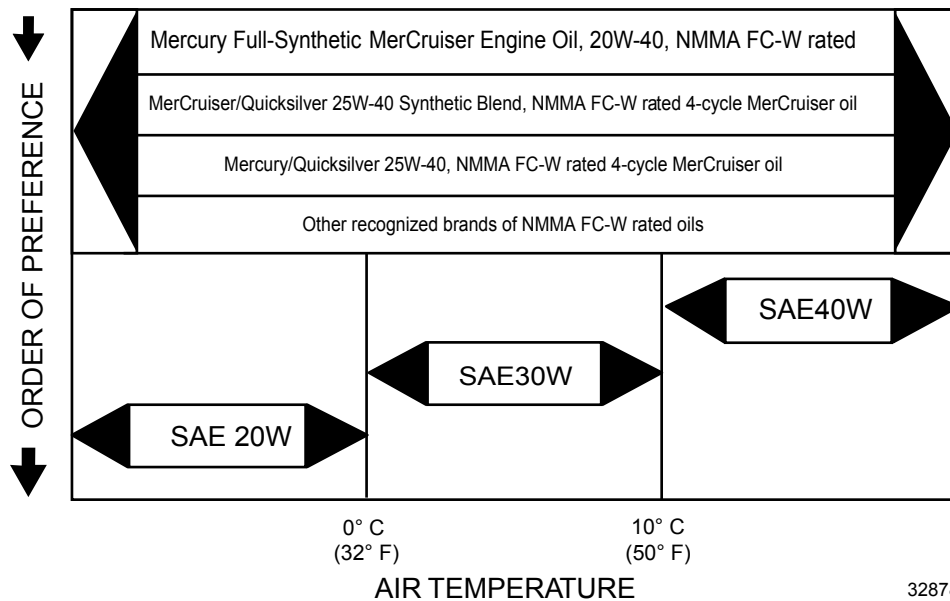 ORDER OF PREFERENCE
Mercury Full-Synthetic MerCruiser Engine Oil, 20W-40, NMMA FC-W rated
MerCruiser/Quicksilver 25W-40 Synthetic Blend, NMMA FC-W rated 4-cycle MerCruiser oil
Mercury/Quicksilver 25W-40, NMMA FC-W rated 4-cycle MerCruiser oil
Other recognized brands of NMMA FC-W rated oils
SAE40W
SAE30W
SAE 20W
0° C
(32° F)
10° C
(50° F)
AIR TEMPERATURE